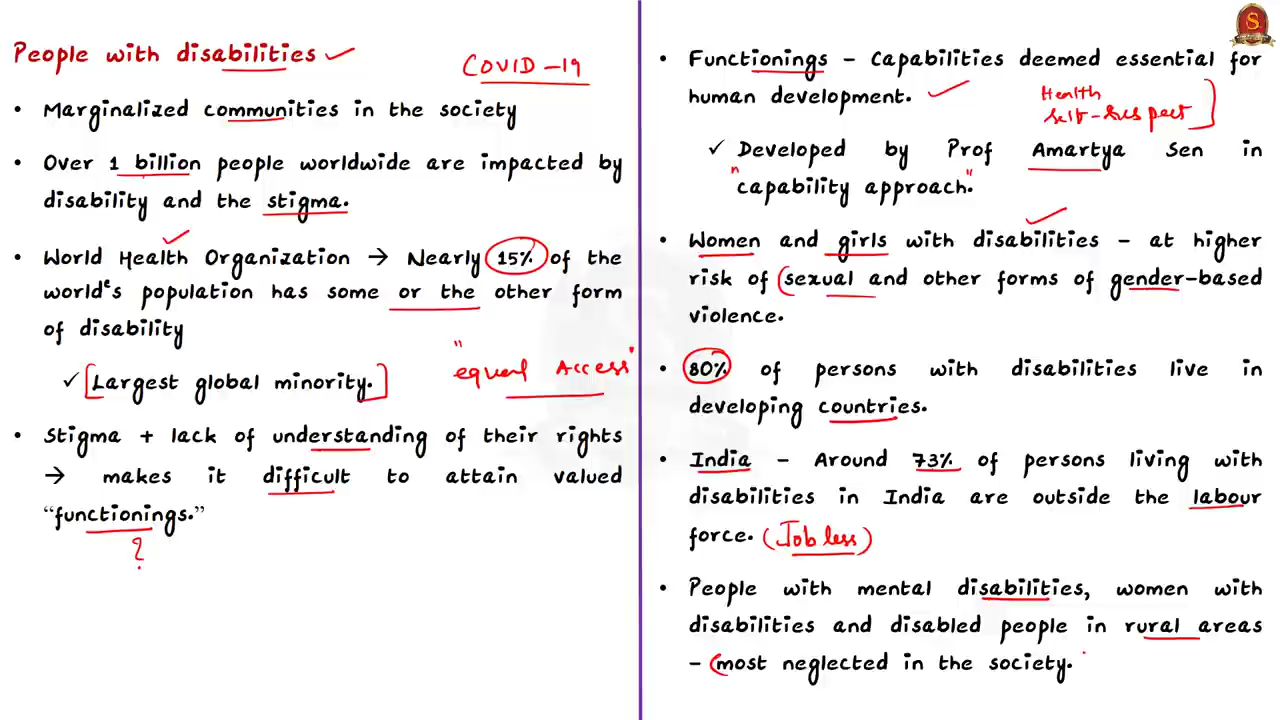 People with disabilities
COVID-19
• Marginalized communities in the society
• Over 1 billion people worldwide are impacted by
disability and the stigma.
• World Health Organization → Nearly 15% of the
world's population has some or the other form
of disability
✓ Largest global minority.
"equal Access"
• Stigma + lack of understanding of their rights
→ makes it difficult to attain valued
“functionings.”
?
• Functionings – Capabilities deemed essential for
human development.
Health
self-respect
✓ Developed by Prof Amartya Sen in
"capability approach".
• Women and girls with disabilities – at higher
risk of sexual and other forms of gender-based
violence.
• 80% of persons with disabilities live in
developing countries.
• India – Around 73% of persons living with
disabilities in India are outside the labour
force. (Jobless)
• People with mental disabilities, women with
disabilities and disabled people in rural areas
– most neglected in the society.